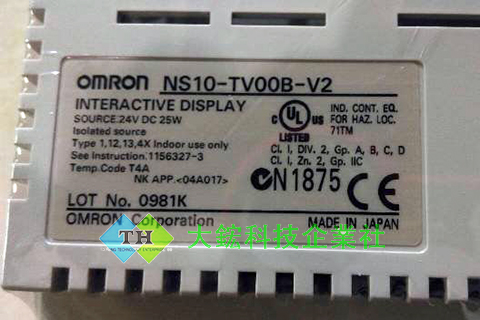 OMRON NS10-TV00B-V2
INTERACTIVE DISPLAY
SOURCE:24V DC 25W
Isolated source
Type 1,12,13,4X Indoor use only
See Instruction.1156327-3
Temp.Code T4A
NK APP.<04A017>
LOT No. 0981K
OMRON Corporation
C UL US
LISTED
IND. CONT. EQ.
FOR HAZ. LOC.
71TM
Cl. I, DIV. 2, Gp. A, B, C, D
Cl. I, Zn. 2, Gp. IIC
N1875 CE
MADE IN JAPAN
TH
大鋐科技企業社